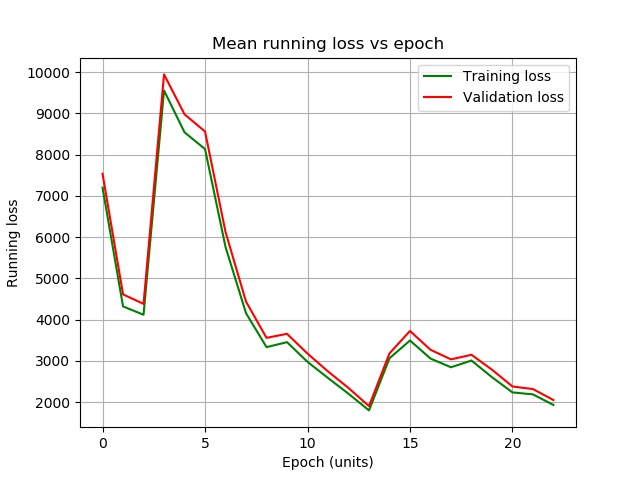 Mean running loss vs epoch
Training loss
Validation loss
10000
9000
8000
7000
6000
5000
4000
3000
2000
Running loss
0 5 10 15 20
Epoch (units)